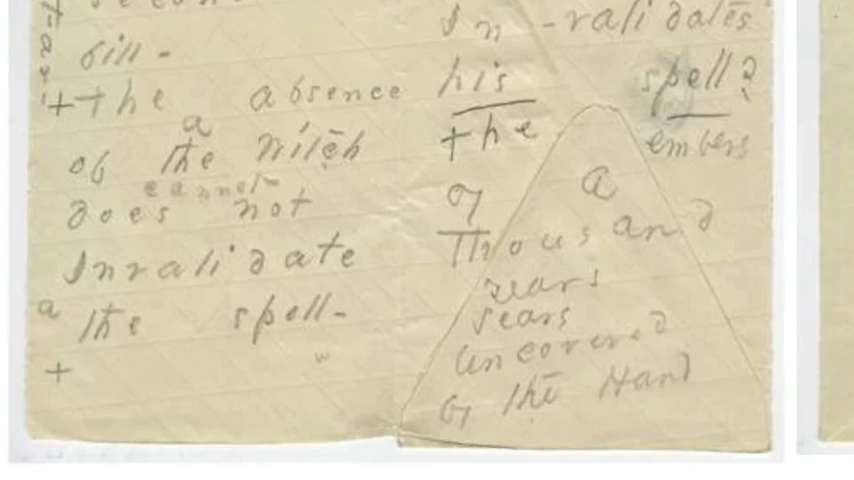 bill -
+ the absence
a
of the witch
cannot
does not
Invalidate
a the spell -
+
In-validates
his spell?
the embers
of a
Thousand
years
years
uncovered
by the Hand